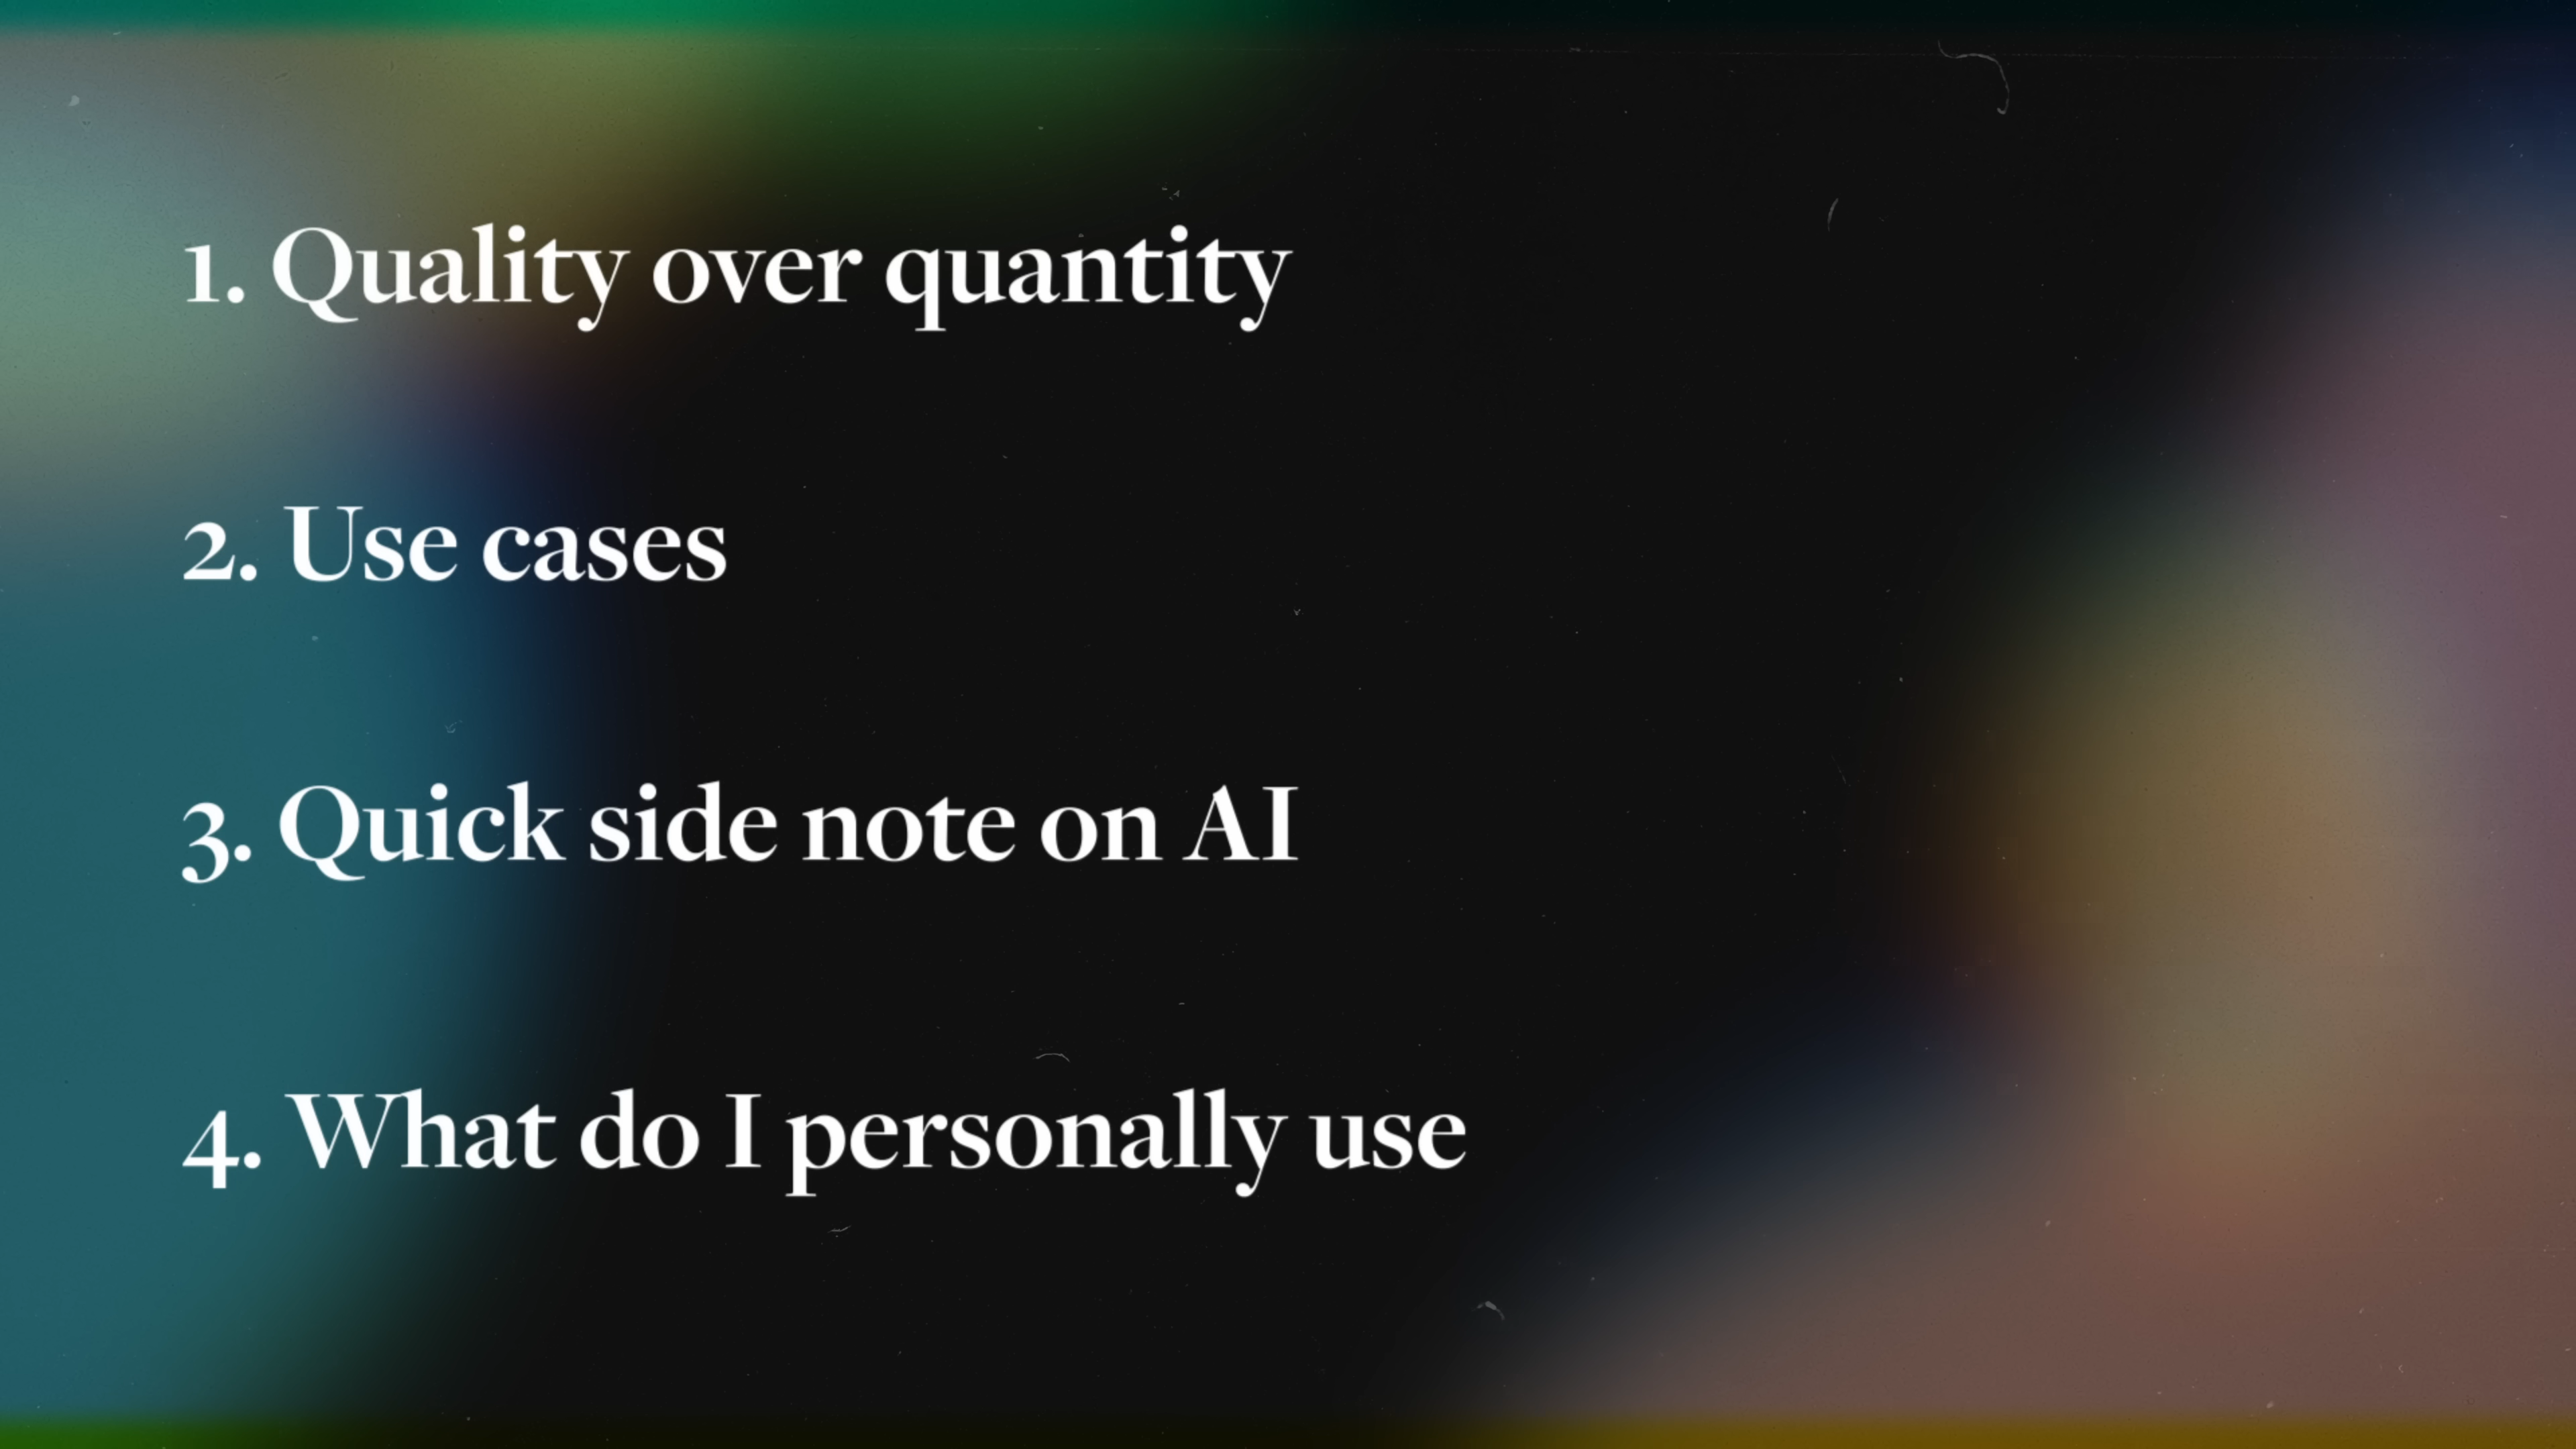 1. Quality over quantity
2. Use cases
3. Quick side note on AI
4. What do I personally use